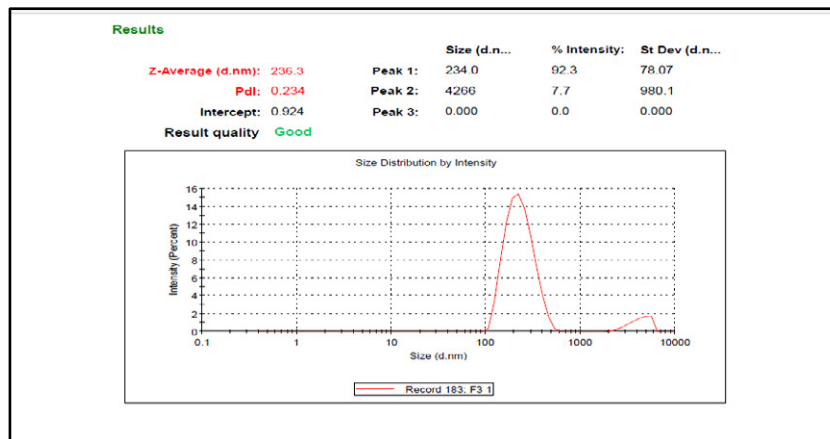 Results
Size (d.n... % Intensity: St Dev (d.n...
Z-Average (d.nm): 236.3 Peak 1: 234.0 92.3 78.07
PdI: 0.234 Peak 2: 4266 7.7 980.1
Intercept: 0.924 Peak 3: 0.000 0.0 0.000
Result quality Good
Size Distribution by Intensity
Intensity (Percent)
16
14
12
10
8
6
4
2
0
0.1 1 10 100 1000 10000
Size (d.nm)
Record 183: F3 1